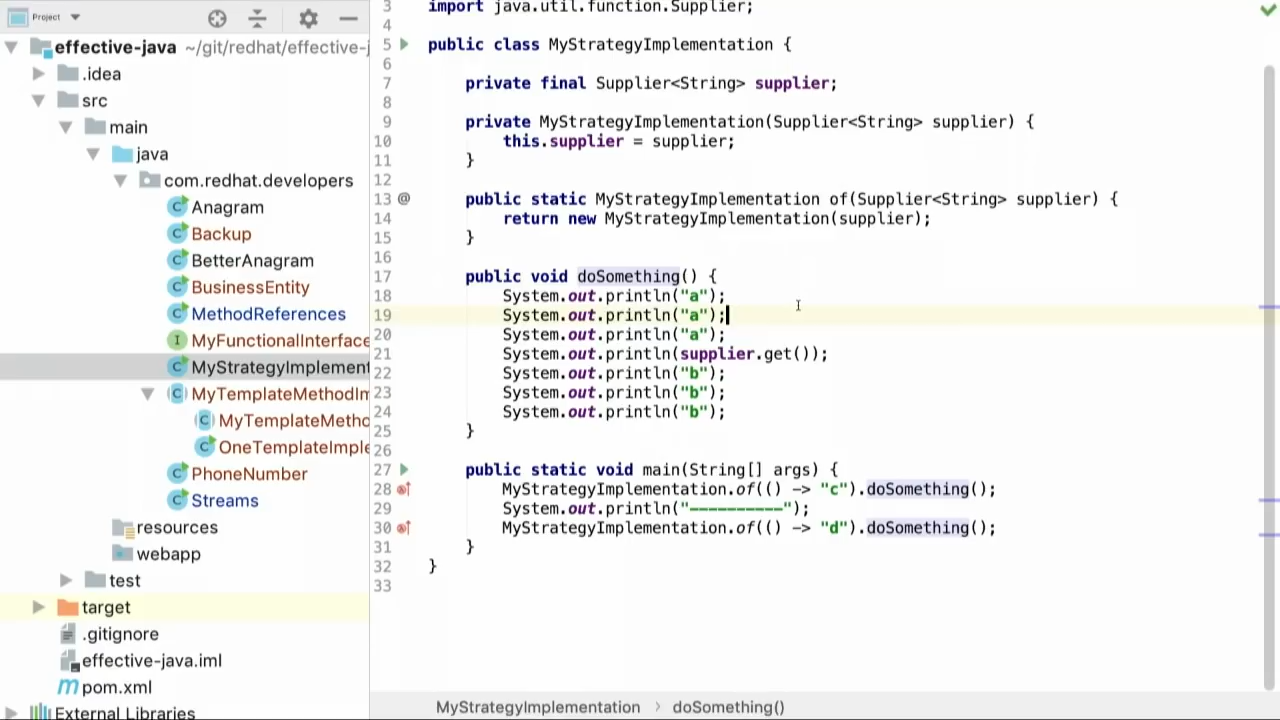 Project
effective-java ~/git/redhat/effective-j
.idea
src
main
java
com.redhat.developers
Anagram
Backup
BetterAnagram
BusinessEntity
MethodReferences
MyFunctionalInterface
MyStrategyImplement
MyTemplateMethodIm
MyTemplateMetho
OneTemplateImple
PhoneNumber
Streams
resources
webapp
test
target
.gitignore
effective-java.iml
pom.xml
External Libraries
3 import java.util.function.Supplier;
4
5 public class MyStrategyImplementation {
6
7 private final Supplier<String> supplier;
8
9 private MyStrategyImplementation(Supplier<String> supplier) {
10 this.supplier = supplier;
11 }
12
13 @ public static MyStrategyImplementation of(Supplier<String> supplier) {
14 return new MyStrategyImplementation(supplier);
15 }
16
17 public void doSomething() {
18 System.out.println("a");
19 System.out.println("a");
20 System.out.println("a");
21 System.out.println(supplier.get());
22 System.out.println("b");
23 System.out.println("b");
24 System.out.println("b");
25 }
26
27 public static void main(String[] args) {
28 MyStrategyImplementation.of(() -> "c").doSomething();
29 System.out.println("----------");
30 MyStrategyImplementation.of(() -> "d").doSomething();
31 }
32 }
33
MyStrategyImplementation > doSomething()